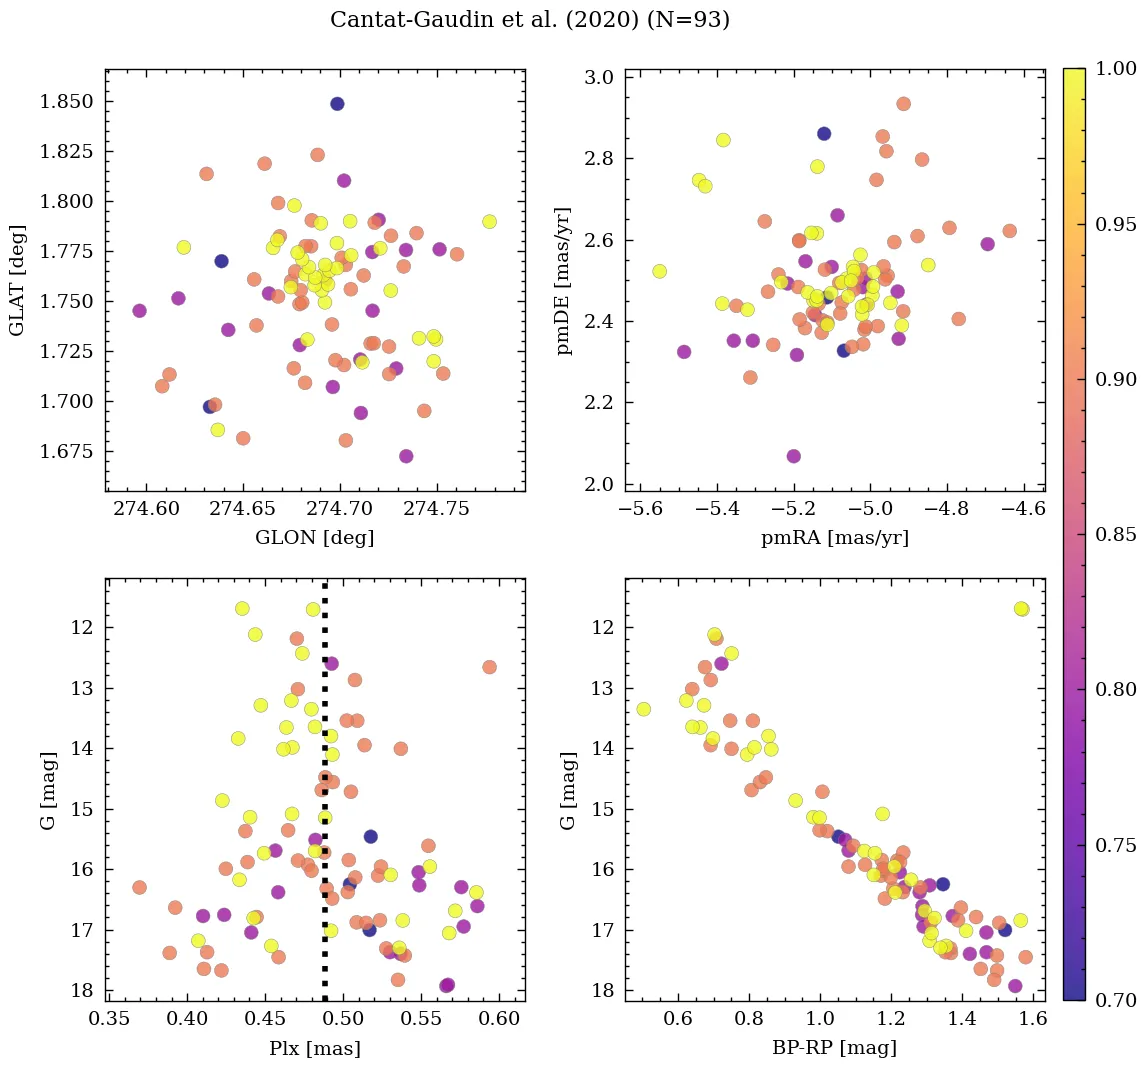 Cantat-Gaudin et al. (2020) (N=93)
1.850
1.825
1.800
1.775
1.750
1.725
1.700
1.675
GLAT [deg]
274.60 274.65 274.70 274.75
GLON [deg]
3.0
2.8
2.6
2.4
2.2
2.0
pmDE [mas/yr]
−5.6 −5.4 −5.2 −5.0 −4.8 −4.6
pmRA [mas/yr]
12
13
14
15
16
17
18
G [mag]
0.35 0.40 0.45 0.50 0.55 0.60
Plx [mas]
12
13
14
15
16
17
18
G [mag]
0.6 0.8 1.0 1.2 1.4 1.6
BP-RP [mag]
1.00
0.95
0.90
0.85
0.80
0.75
0.70